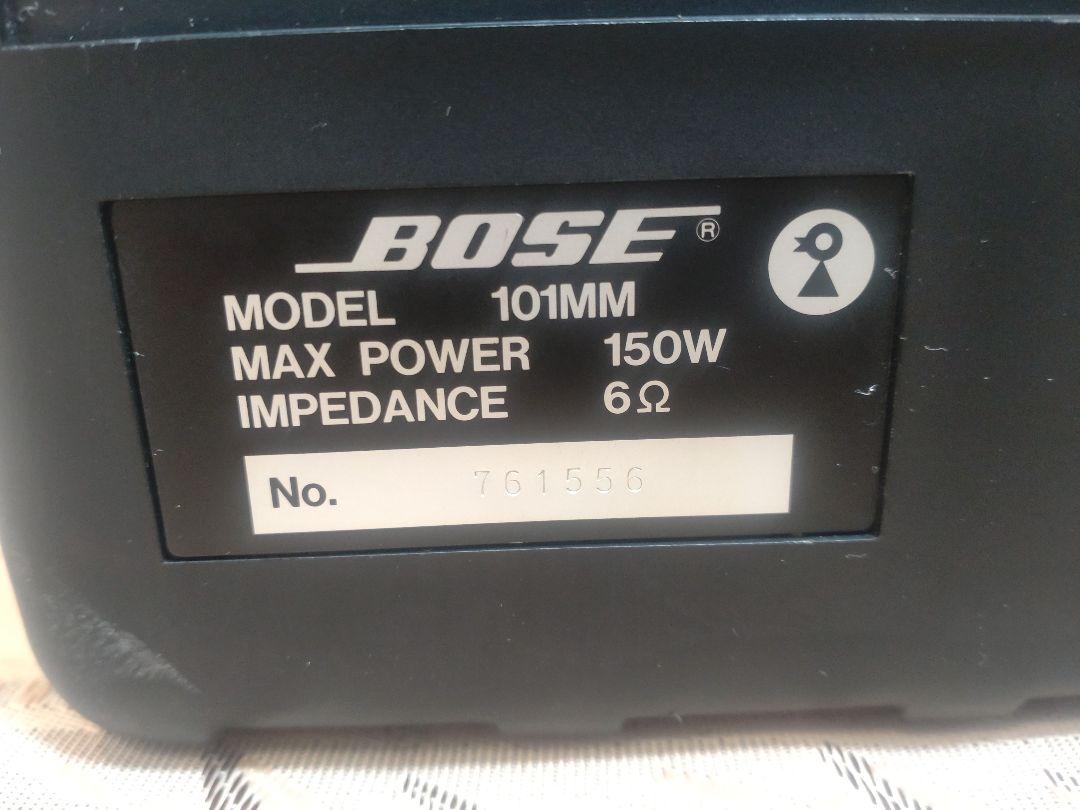 BOSE®
MODEL 101MM
MAX POWER 150W
IMPEDANCE 6Ω
No. 761556